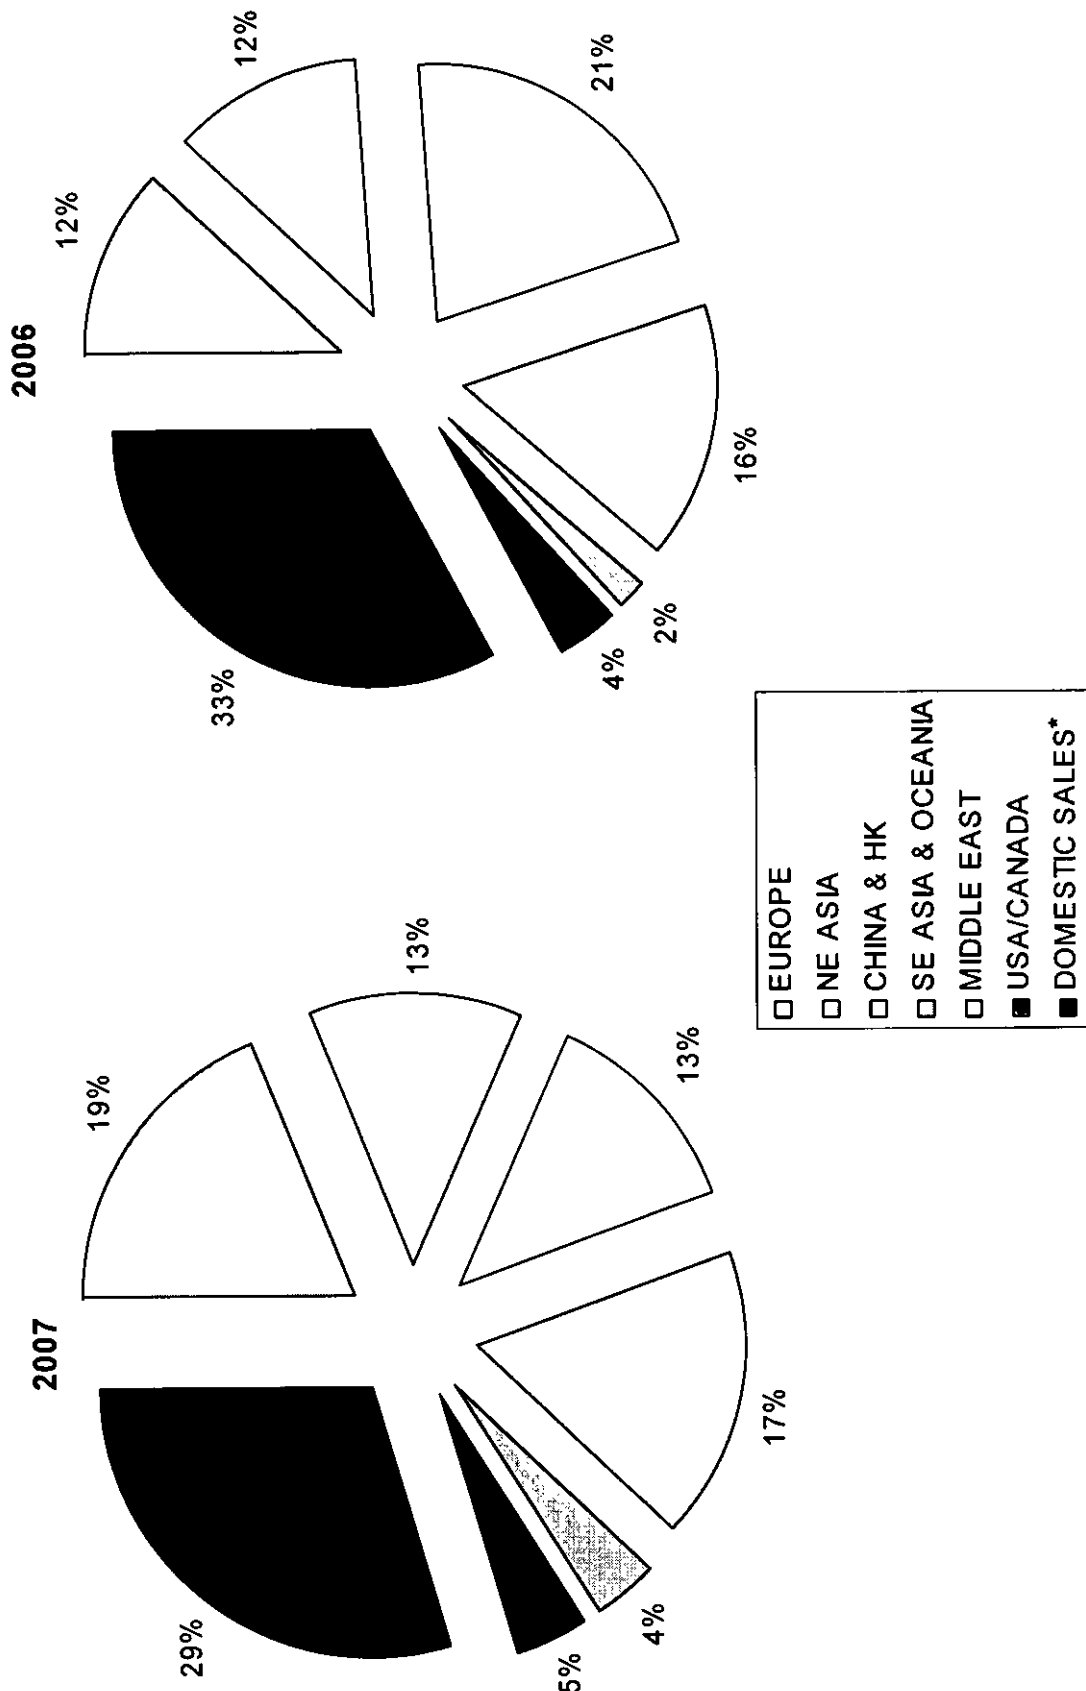 2007
19%
13%
13%
17%
4%
5%
29%
2006
12%
12%
21%
16%
2%
4%
33%
EUROPE
NE ASIA
CHINA & HK
SE ASIA & OCEANIA
MIDDLE EAST
USA/CANADA
DOMESTIC SALES*